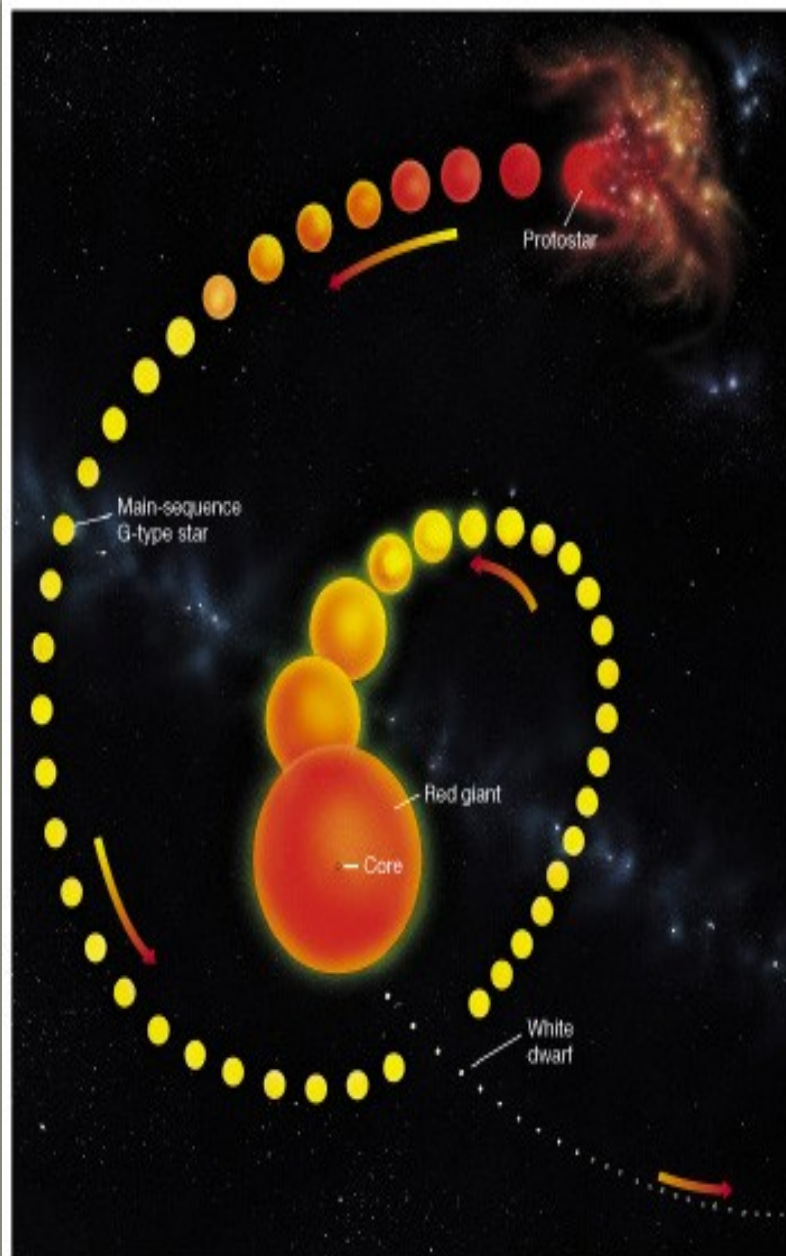 Protostar
Main-sequence
G-type star
Red giant
Core
White
dwarf